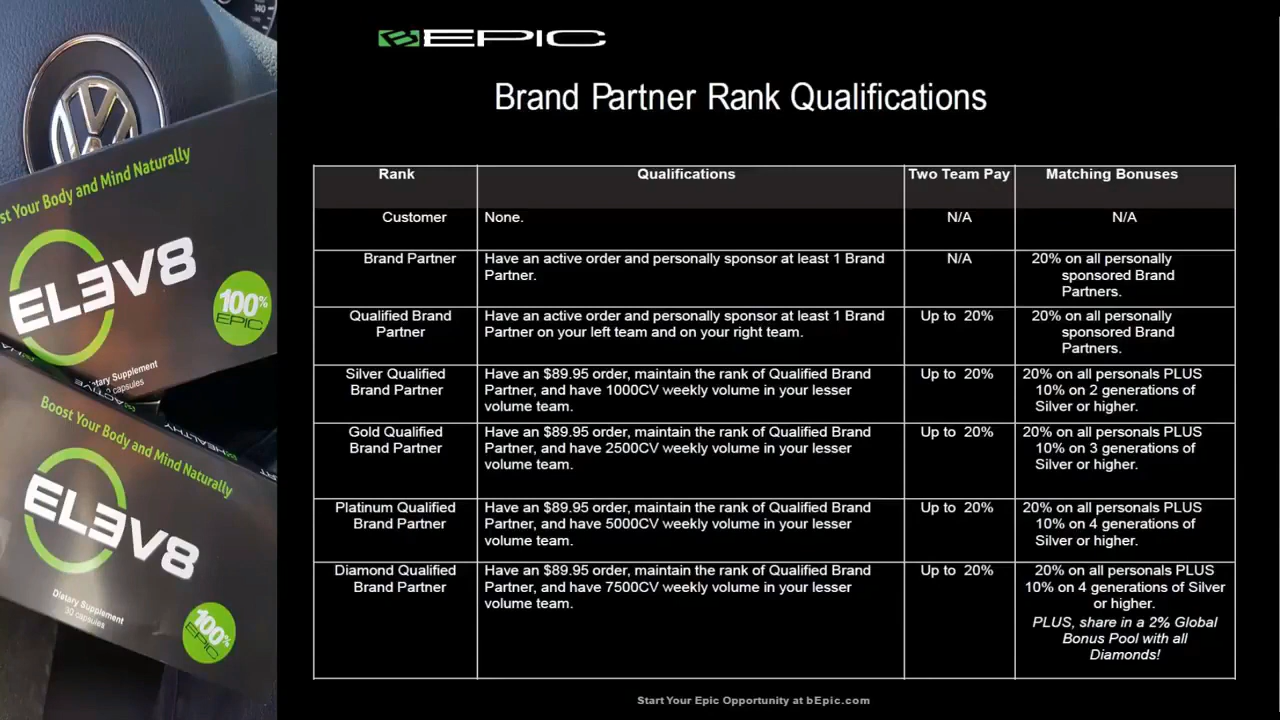 BEPIC
Brand Partner Rank Qualifications
Rank Qualifications Two Team Pay Matching Bonuses
Customer None. N/A N/A
Brand Partner Have an active order and personally sponsor at least 1 Brand N/A 20% on all personally
Partner. sponsored Brand
Partners.
Qualified Brand Have an active order and personally sponsor at least 1 Brand Up to 20% 20% on all personally
Partner Partner on your left team and on your right team. sponsored Brand
Partners.
Silver Qualified Have an $89.95 order, maintain the rank of Qualified Brand Up to 20% 20% on all personals PLUS
Brand Partner Partner, and have 1000CV weekly volume in your lesser 10% on 2 generations of
volume team. Silver or higher.
Gold Qualified Have an $89.95 order, maintain the rank of Qualified Brand Up to 20% 20% on all personals PLUS
Brand Partner Partner, and have 2500CV weekly volume in your lesser 10% on 3 generations of
volume team. Silver or higher.
Platinum Qualified Have an $89.95 order, maintain the rank of Qualified Brand Up to 20% 20% on all personals PLUS
Brand Partner Partner, and have 5000CV weekly volume in your lesser 10% on 4 generations of
volume team. Silver or higher.
Diamond Qualified Have an $89.95 order, maintain the rank of Qualified Brand Up to 20% 20% on all personals PLUS
Brand Partner Partner, and have 7500CV weekly volume in your lesser 10% on 4 generations of Silver
volume team. or higher.
PLUS, share in a 2% Global
Bonus Pool with all
Diamonds!
Start Your Epic Opportunity at bEpic.com
140
st Your Body and Mind Naturally
ELEV8
100%
EPIC
etary Supplement
capsules
Boost Your Body and Mind Naturally
ELEV8
Dietary Supplement
30 capsules
100%
EPIC